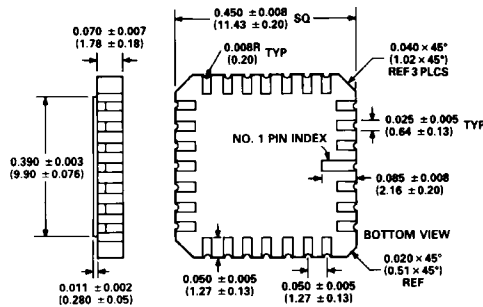 0.450 ±0.008 SQ
(11.43 ±0.20)
0.070 ±0.007
(1.78 ±0.18)
0.008R TYP
(0.20)
0.040 × 45°
(1.02 × 45°)
REF 3 PLCS
0.025 ±0.005 TYP
(0.64 ±0.13)
NO. 1 PIN INDEX
0.390 ±0.003
(9.90 ±0.076)
0.085 ±0.008
(2.16 ±0.20)
BOTTOM VIEW
0.020 × 45°
(0.51 × 45°)
REF
0.011 ±0.002
(0.280 ±0.05)
0.050 ±0.005
(1.27 ±0.13)
0.050 ±0.005
(1.27 ±0.13)